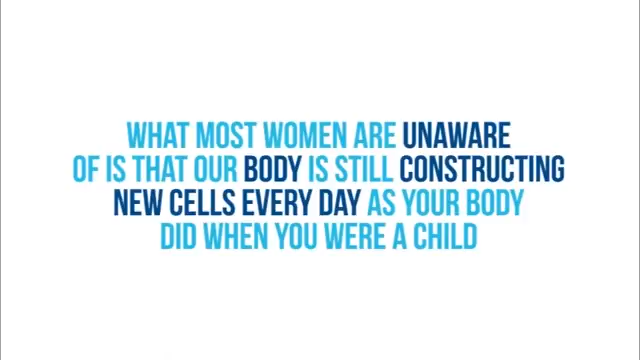 WHAT MOST WOMEN ARE UNAWARE
OF IS THAT OUR BODY IS STILL CONSTRUCTING
NEW CELLS EVERY DAY AS YOUR BODY
DID WHEN YOU WERE A CHILD